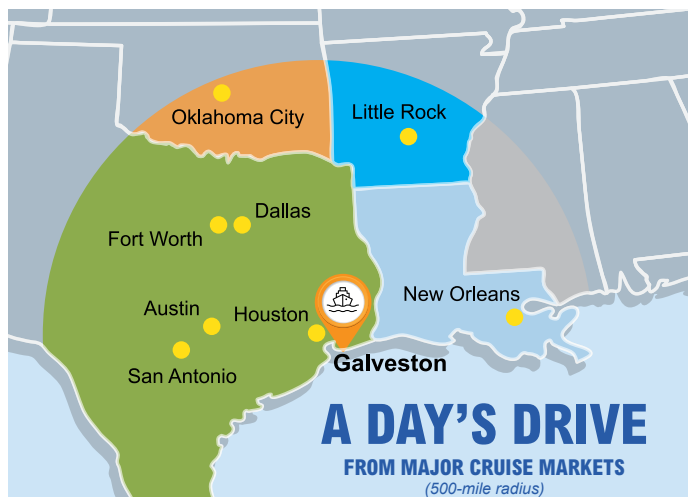 Oklahoma City
Little Rock
Dallas
Fort Worth
Austin
Houston
New Orleans
San Antonio
Galveston
A DAY'S DRIVE
FROM MAJOR CRUISE MARKETS
(500-mile radius)